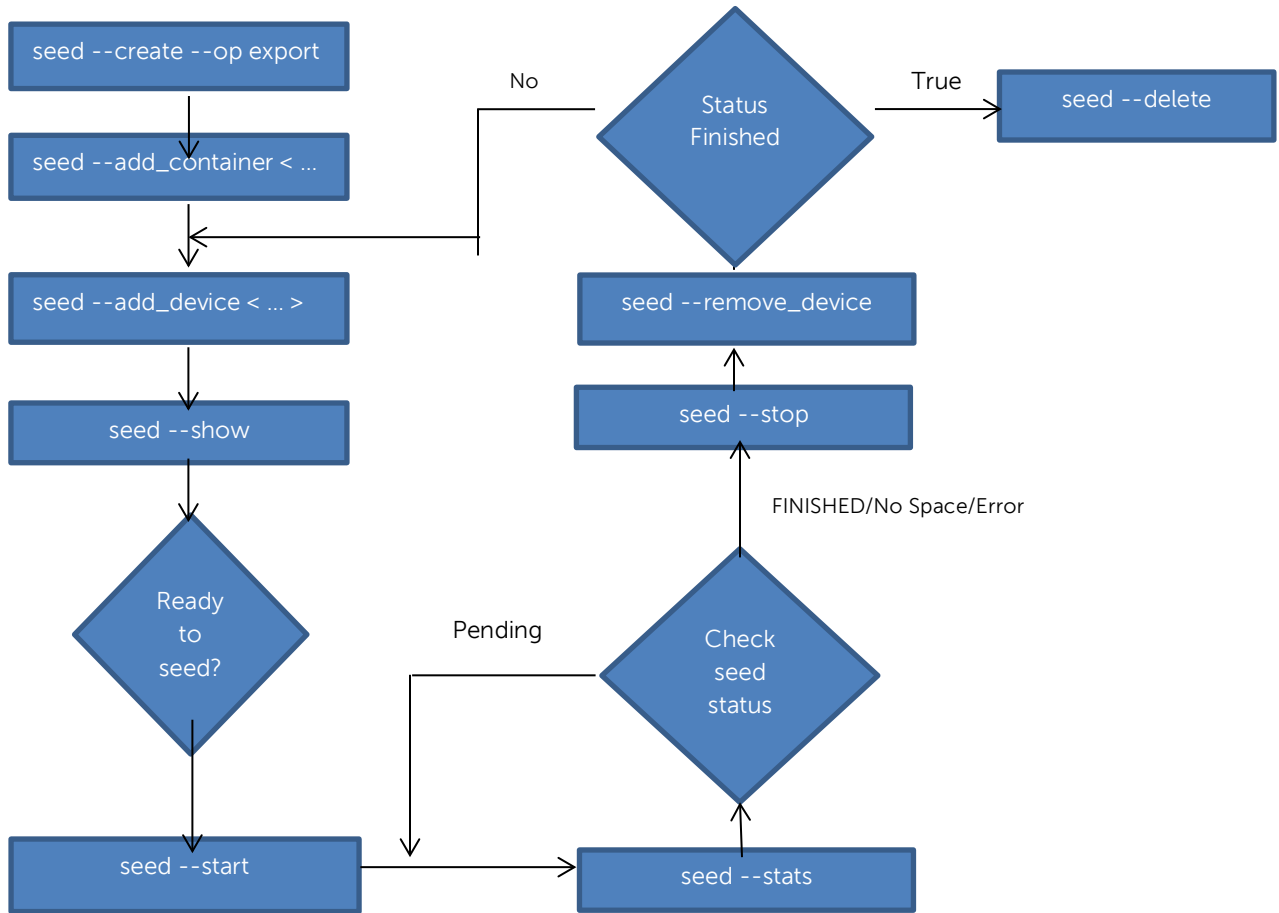 seed --create --op export
seed --add_container < ...
seed --add_device < ... >
seed --show
Ready
to
seed?
seed --start
seed --stats
Check
seed
status
Pending
FINISHED/No Space/Error
seed --stop
seed --remove_device
Status
Finished
No
True
seed --delete